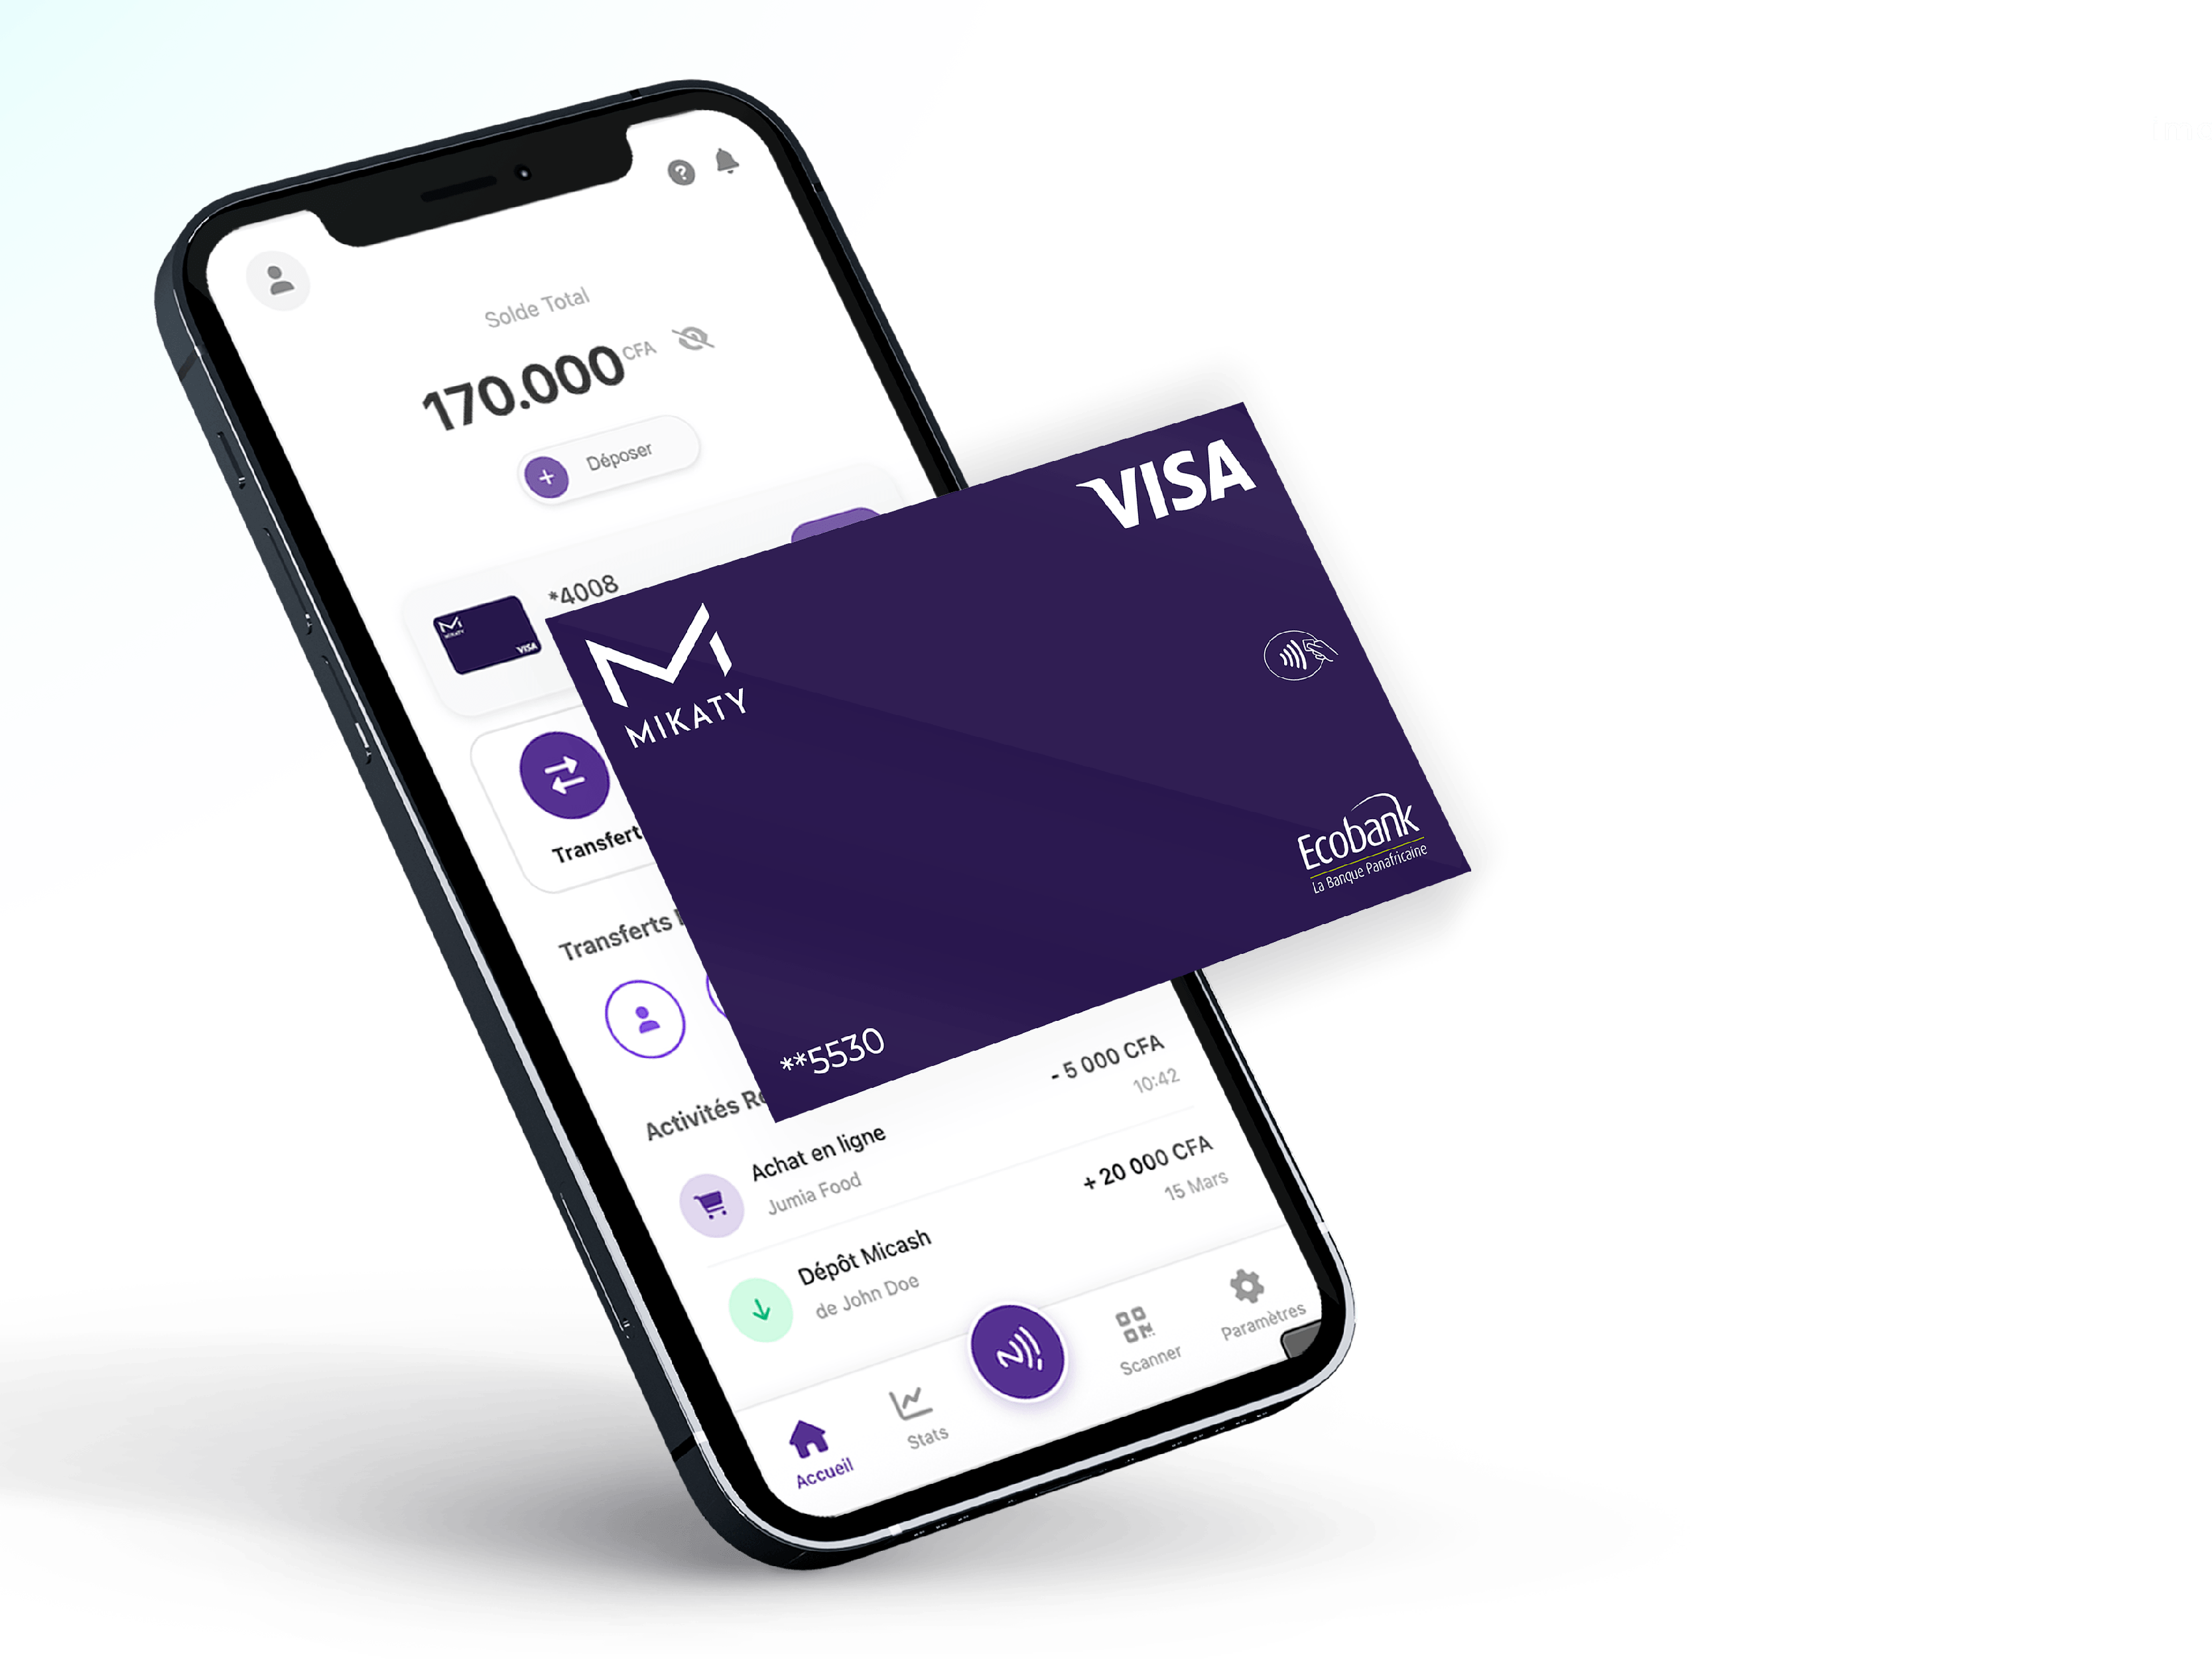 Solde Total
170.000 CFA
Déposer
*4008
MIKATY
VISA
VISA
MIKATY
Ecobank
La Banque Panafricaine
**5530
Transfert
Transferts
Activités Re
Achat en ligne
Jumia Food
- 5 000 CFA
10:42
Dépôt Micash
de John Doe
+ 20 000 CFA
15 Mars
Accueil
Stats
Scanner
Paramètres